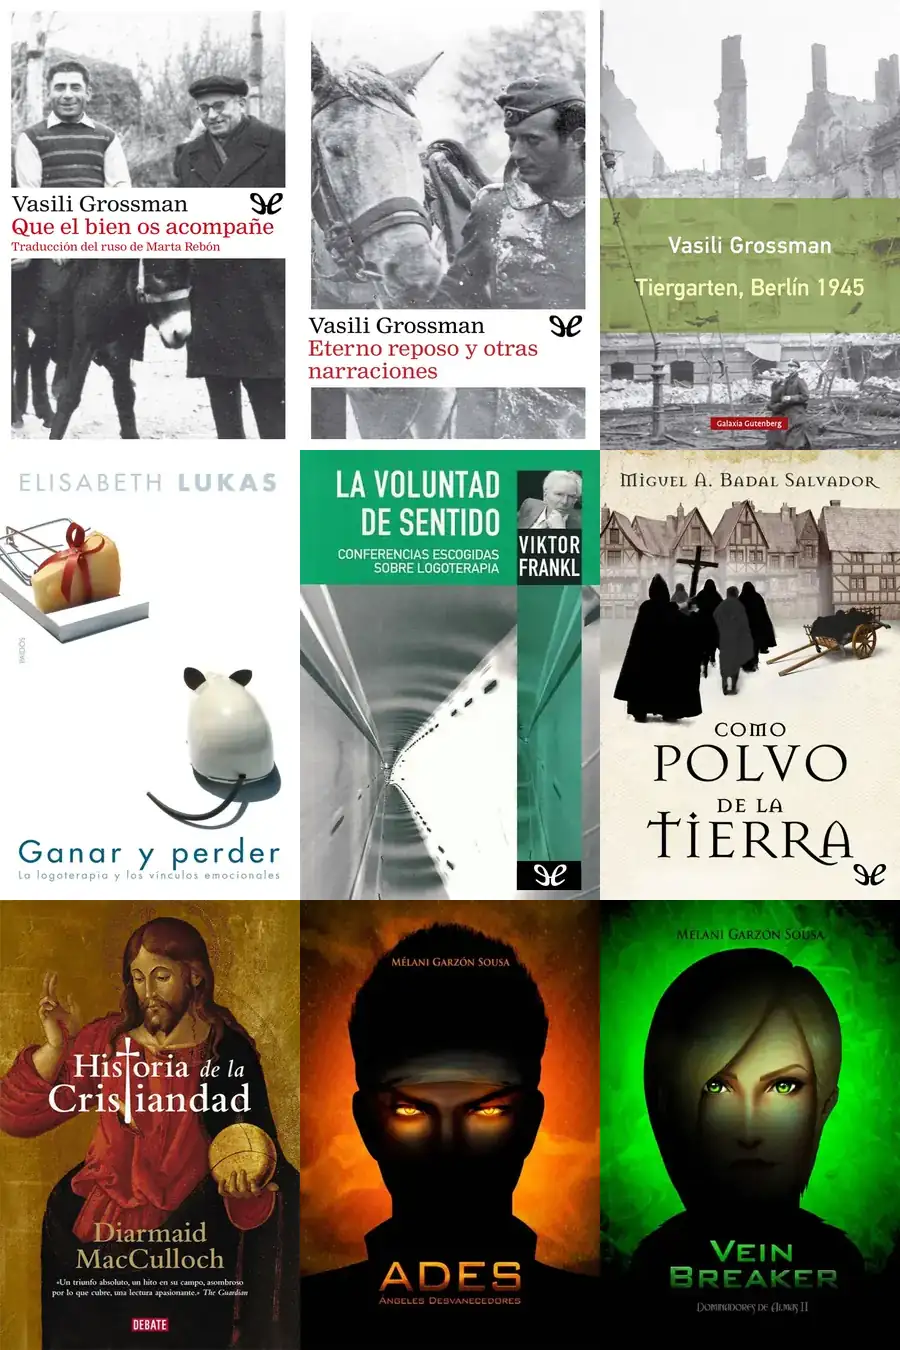 Vasili Grossman
Que el bien os acompañe
Traducción del ruso de Marta Rebón
Vasili Grossman
Eterno reposo y otras
narraciones
Vasili Grossman
Tiergarten, Berlín 1945
Galaxia Gutenberg
ELISABETH LUKAS
PAIDÓS
Ganar y perder
La logoterapia y los vínculos emocionales
LA VOLUNTAD
DE SENTIDO
CONFERENCIAS ESCOGIDAS
SOBRE LOGOTERAPIA
VIKTOR
FRANKL
MIGUEL A. BADAL SALVADOR
COMO
POLVO
DE LA
TIERRA
Historia de la
Cristiandad
Diarmaid
MacCulloch
«Un triunfo absoluto, un hito en su campo, asombroso
por lo que cubre, una lectura apasionante.» The Guardian
DEBATE
MÉLANI GARZÓN SOUSA
ADES
ÁNGELES DESVANECEDORES
MÉLANI GARZÓN SOUSA
VEIN
BREAKER
DOMINADORES DE ALMAS II